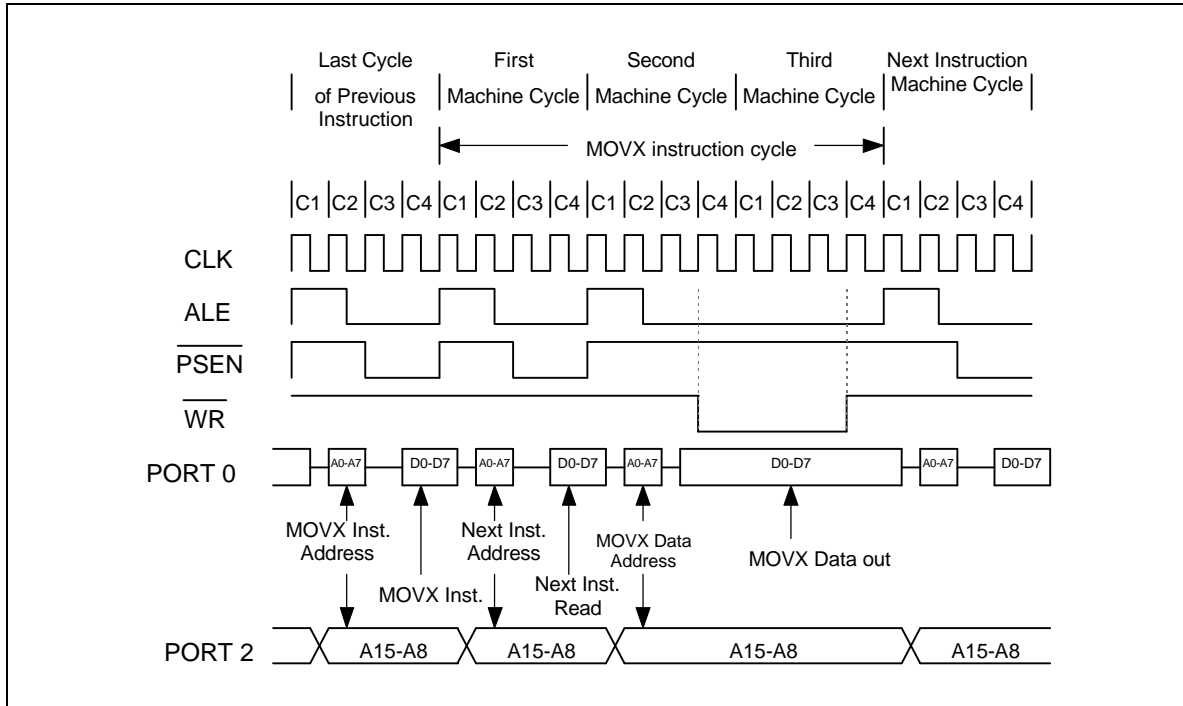 Last Cycle
of Previous
Instruction
First
Machine Cycle
Second
Machine Cycle
Third
Machine Cycle
Next Instruction
Machine Cycle
MOVX instruction cycle
C1 C2 C3 C4 C1 C2 C3 C4 C1 C2 C3 C4 C1 C2 C3 C4 C1 C2 C3 C4
CLK
ALE
PSEN
WR
PORT 0
A0-A7 D0-D7 A0-A7 D0-D7 A0-A7 D0-D7 A0-A7 D0-D7
MOVX Inst.
Address
MOVX Inst.
Next Inst.
Address
Next Inst.
Read
MOVX Data
Address
MOVX Data out
PORT 2
A15-A8 A15-A8 A15-A8 A15-A8